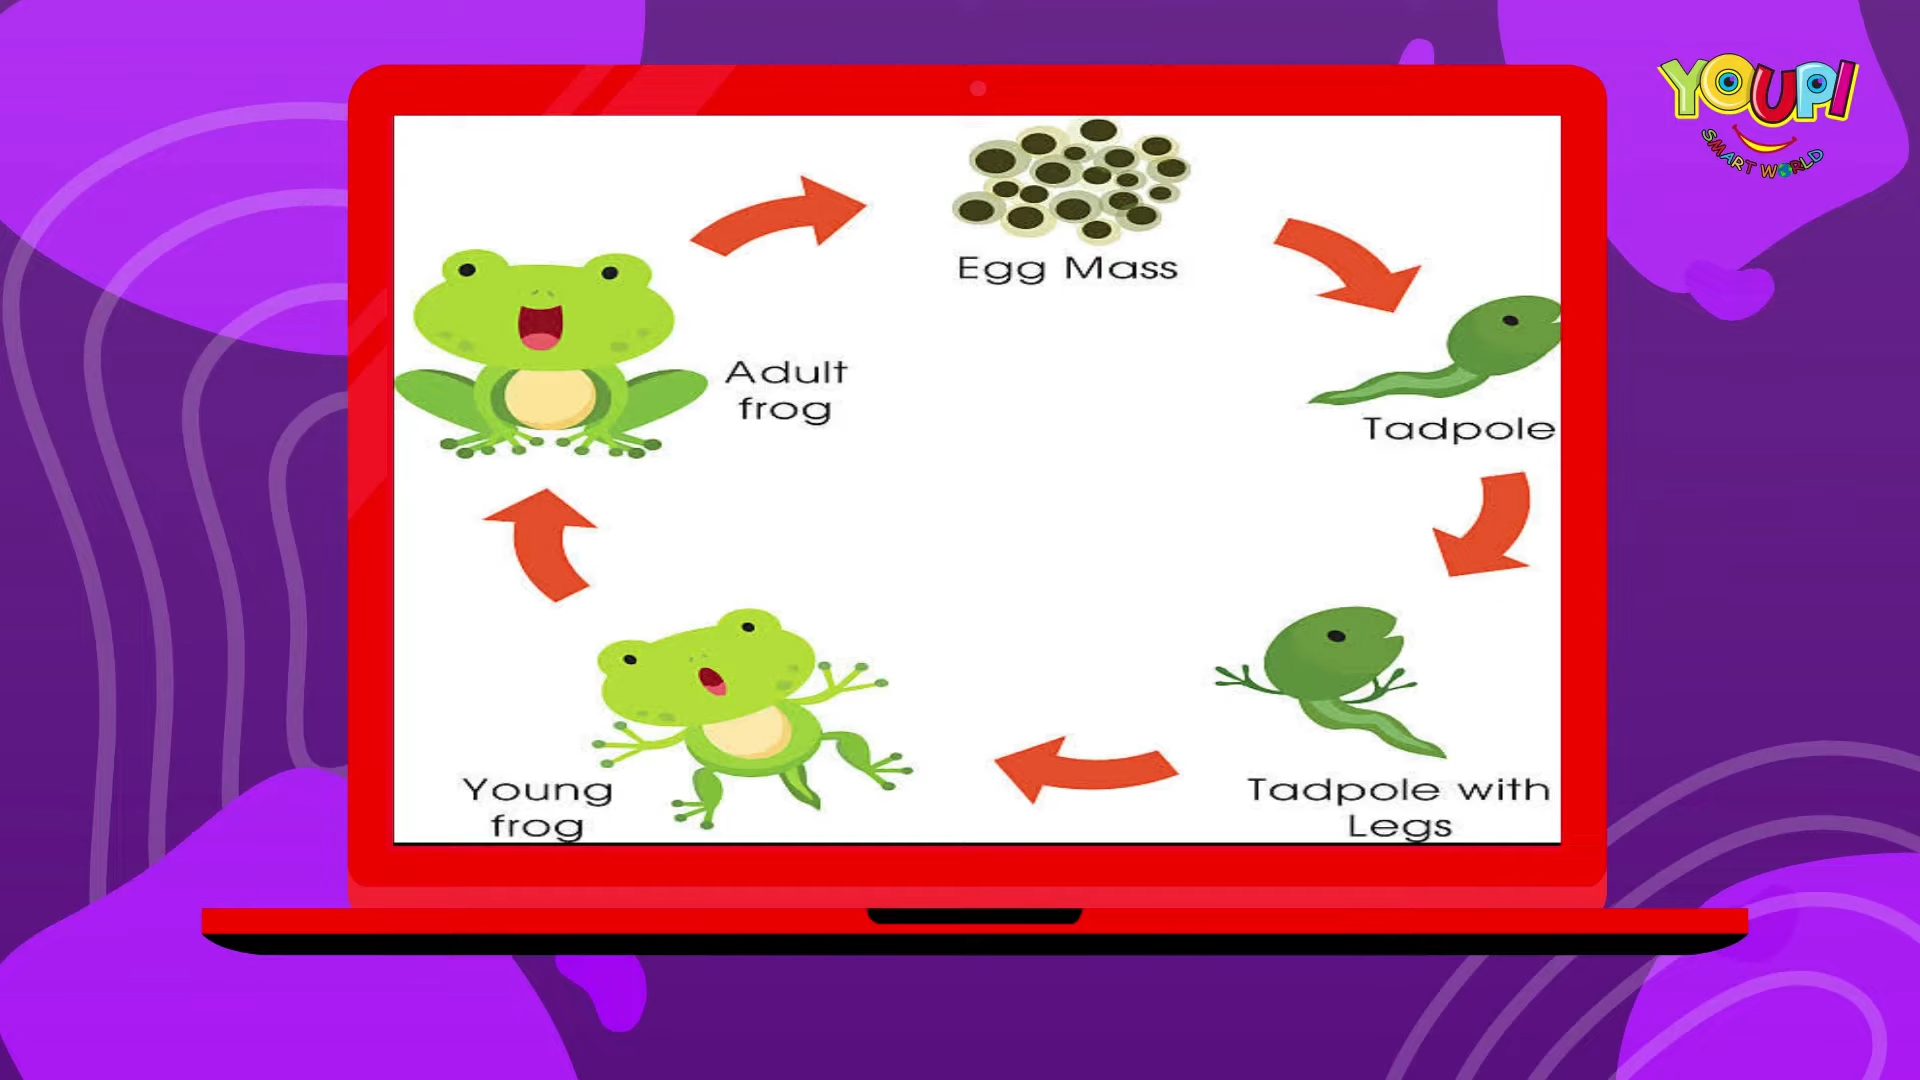 YOUPI
SMART WORLD
Egg Mass
Adult
frog
Tadpole
Young
frog
Tadpole with
Legs